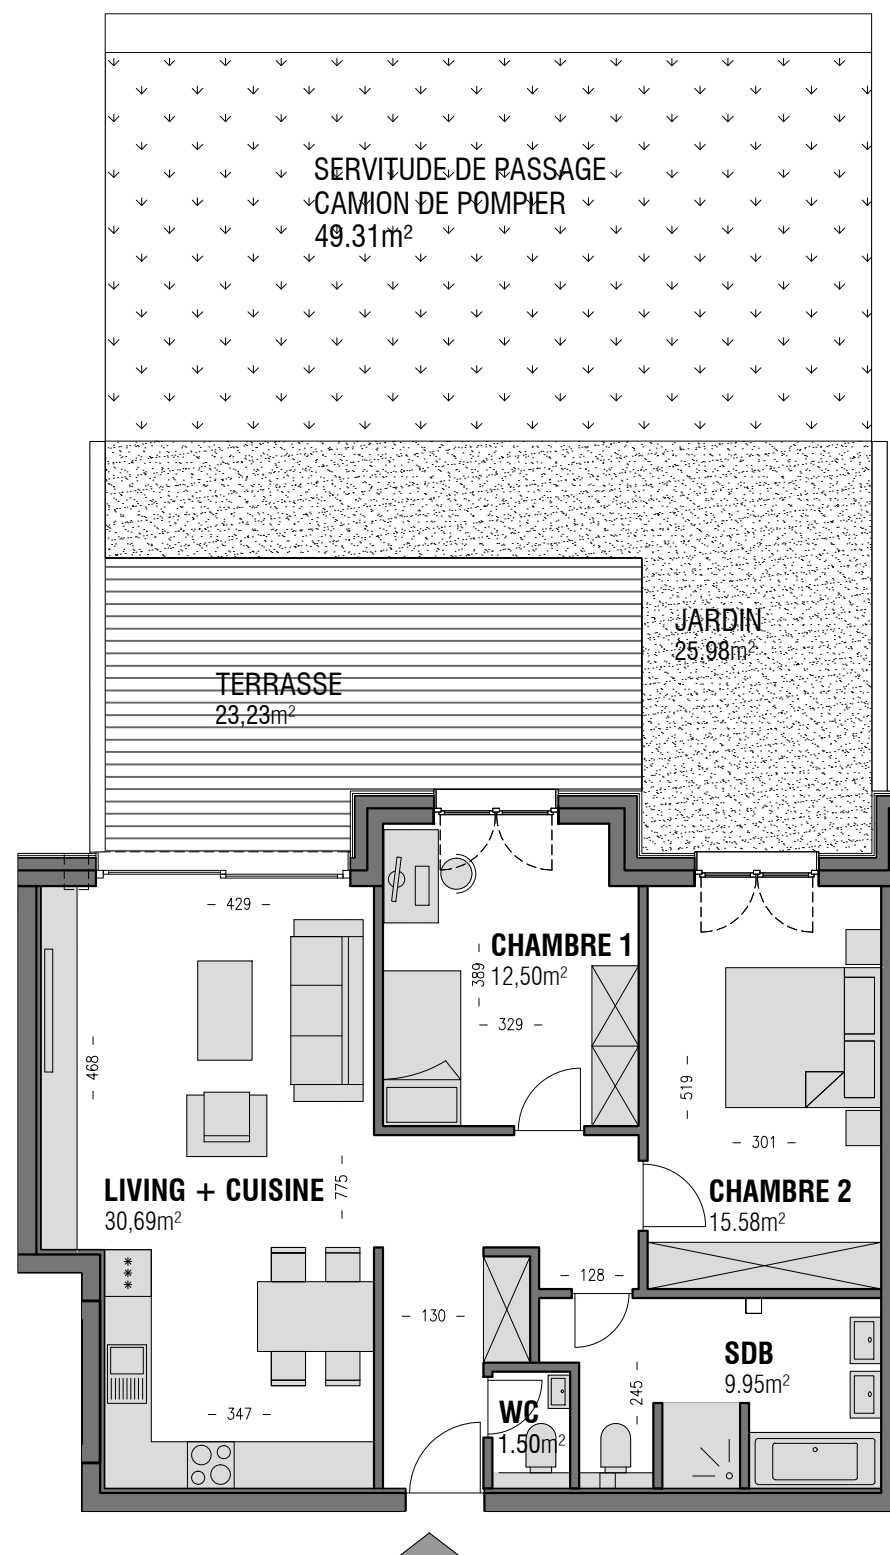 SERVITUDE DE PASSAGE
CAMION DE POMPIER
49.31m²
JARDIN
25.98m²
TERRASSE
23,23m²
– 429 –
CHAMBRE 1
12,50m²
– 389 –
– 329 –
– 468 –
– 519 –
– 301 –
LIVING + CUISINE
30,69m²
– 775 –
CHAMBRE 2
15.58m²
– 128 –
– 130 –
SDB
9.95m²
– 245 –
– 347 –
WC
1.50m²